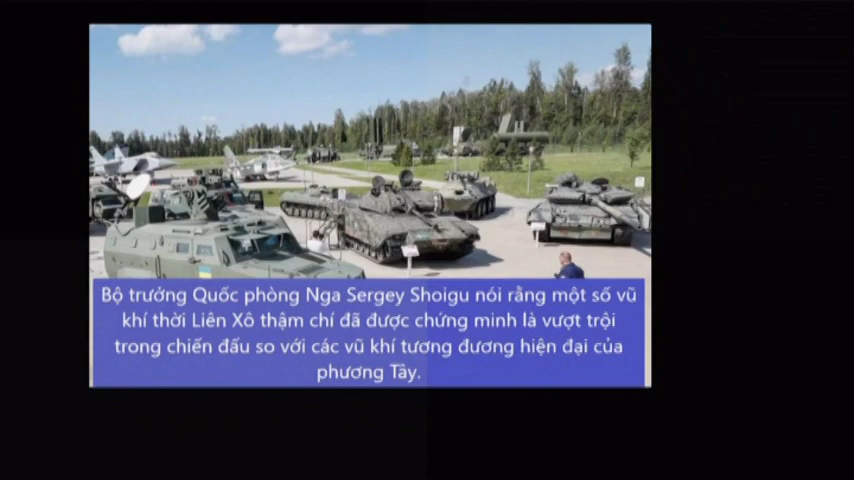 Bộ trưởng Quốc phòng Nga Sergey Shoigu nói rằng một số vũ
khí thời Liên Xô thậm chí đã được chứng minh là vượt trội
trong chiến đấu so với các vũ khí tương đương hiện đại của
phương Tây.